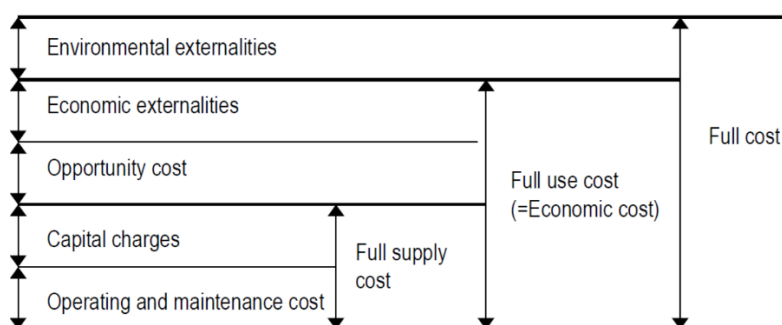 Environmental externalities
Economic externalities
Opportunity cost
Capital charges
Operating and maintenance cost
Full supply
cost
Full use cost
(=Economic cost)
Full cost